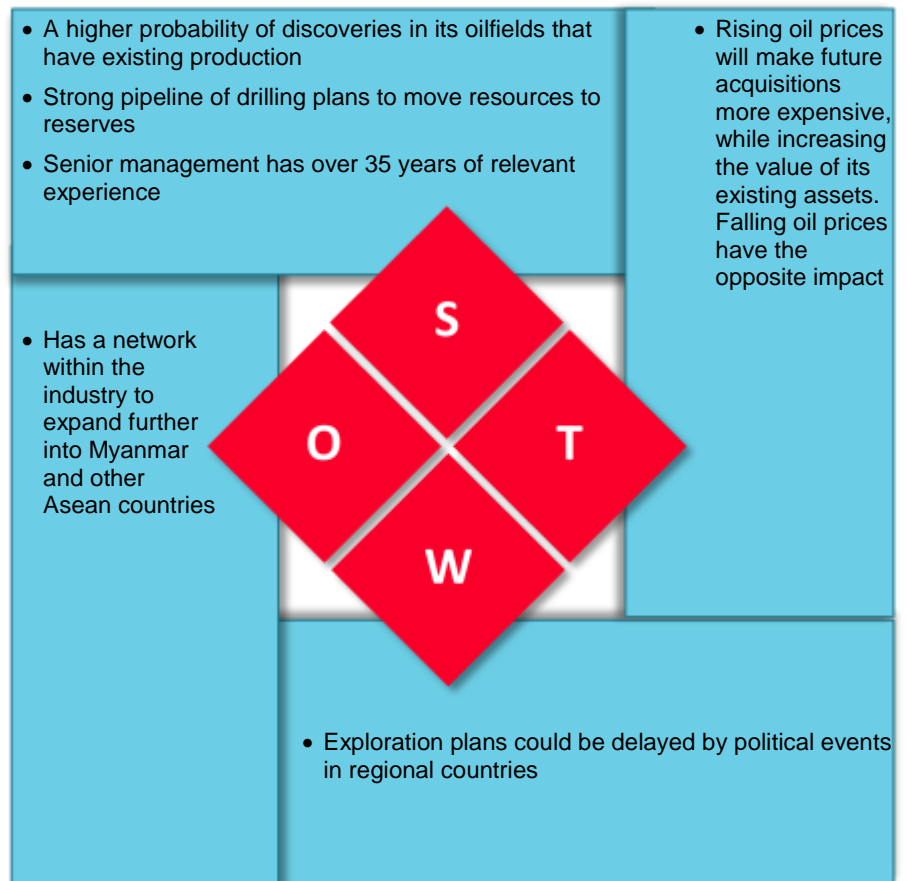 • A higher probability of discoveries in its oilfields that
have existing production
• Strong pipeline of drilling plans to move resources to
reserves
• Senior management has over 35 years of relevant
experience
• Rising oil prices
will make future
acquisitions
more expensive,
while increasing
the value of its
existing assets.
Falling oil prices
have the
opposite impact
S
• Has a network
within the
industry to
expand further
into Myanmar
and other
Asean countries
O
T
W
• Exploration plans could be delayed by political events
in regional countries